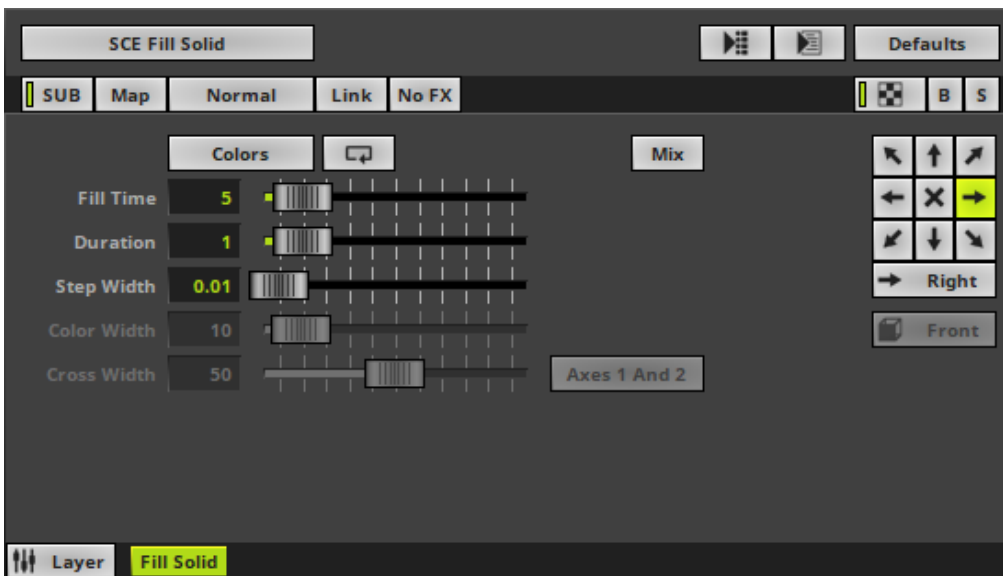 SCE Fill Solid Defaults
SUB Map Normal Link No FX B S
Colors Mix
Fill Time 5
Duration 1
Step Width 0.01 Right
Color Width 10 Front
Cross Width 50 Axes 1 And 2
Layer Fill Solid